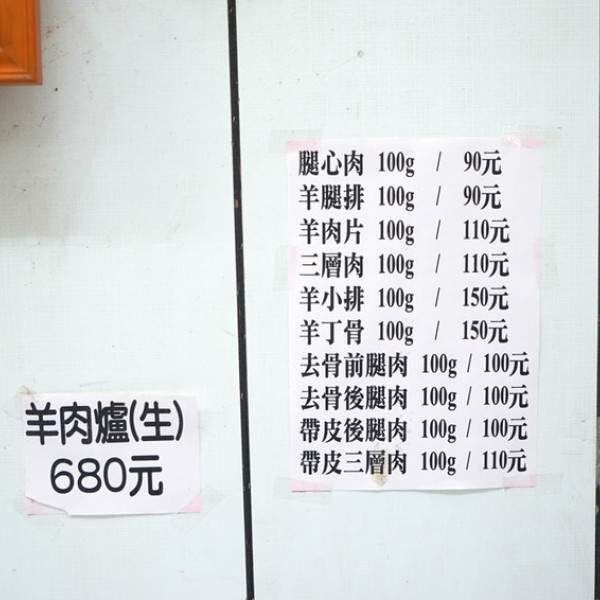 羊肉爐(生)
680元
腿心肉 100g / 90元
羊腿排 100g / 90元
羊肉片 100g / 110元
三層肉 100g / 110元
羊小排 100g / 150元
羊丁骨 100g / 150元
去骨前腿肉 100g / 100元
去骨後腿肉 100g / 100元
帶皮後腿肉 100g / 100元
帶皮三層肉 100g / 110元